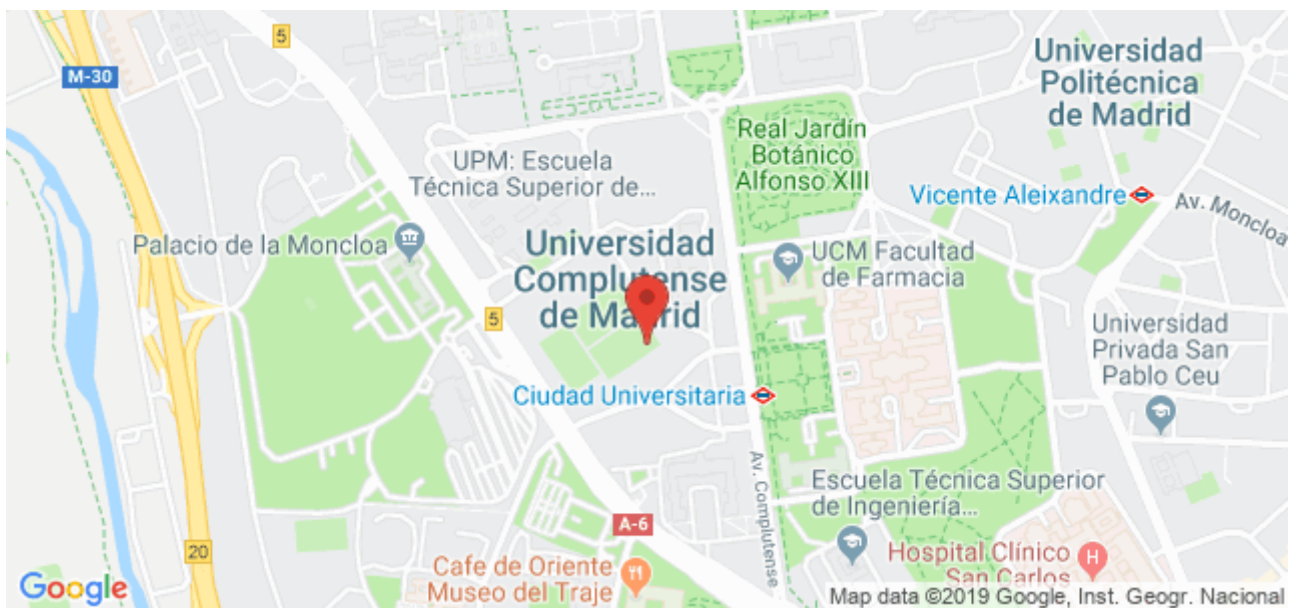 5
M-30
Universidad
Politécnica
de Madrid
Real Jardín
Botánico
Alfonso XIII
UPM: Escuela
Técnica Superior de...
Vicente Aleixandre
Av. Moncloa
Palacio de la Moncloa
Universidad
Complutense
de Madrid
UCM Facultad
de Farmacia
5
Universidad
Privada San
Pablo Ceu
Ciudad Universitaria
Av. Complutense
Escuela Técnica Superior
de Ingeniería...
A-6
20
Cafe de Oriente
Museo del Traje
Hospital Clínico
San Carlos
H
Google
Map data ©2019 Google, Inst. Geogr. Nacional